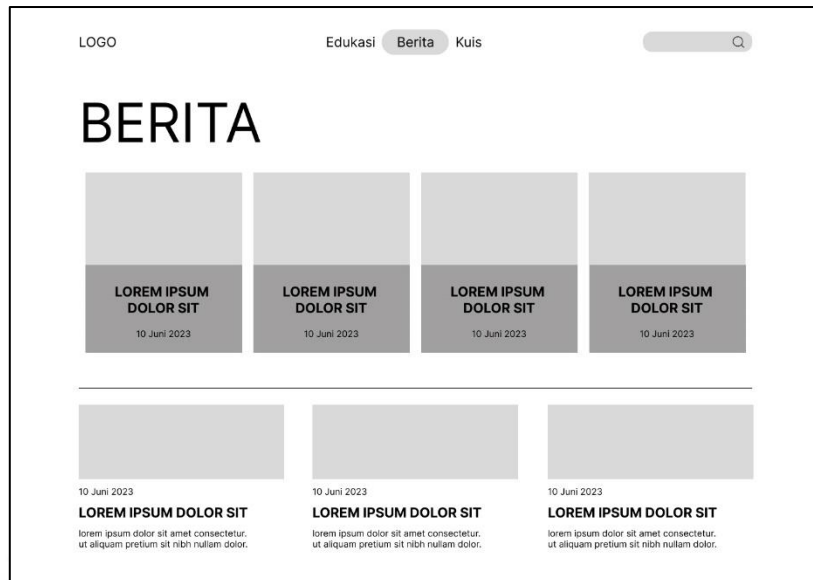 LOGO
Edukasi Berita Kuis
BERITA
LOREM IPSUM
DOLOR SIT
10 Juni 2023
LOREM IPSUM
DOLOR SIT
10 Juni 2023
LOREM IPSUM
DOLOR SIT
10 Juni 2023
LOREM IPSUM
DOLOR SIT
10 Juni 2023
10 Juni 2023
LOREM IPSUM DOLOR SIT
lorem ipsum dolor sit amet consectetur.
ut aliquam pretium sit nibh nullam dolor.
10 Juni 2023
LOREM IPSUM DOLOR SIT
lorem ipsum dolor sit amet consectetur.
ut aliquam pretium sit nibh nullam dolor.
10 Juni 2023
LOREM IPSUM DOLOR SIT
lorem ipsum dolor sit amet consectetur.
ut aliquam pretium sit nibh nullam dolor.